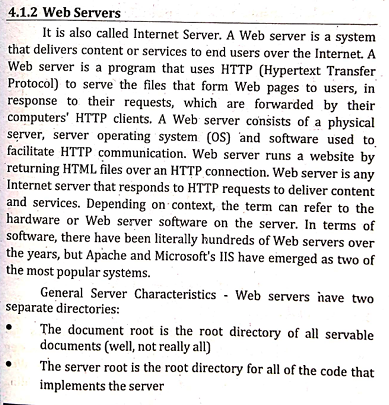 4.1.2 Web Servers
It is also called Internet Server. A Web server is a system
that delivers content or services to end users over the Internet. A
Web server is a program that uses HTTP (Hypertext Transfer
Protocol) to serve the files that form Web pages to users, in
response to their requests, which are forwarded by their
computers' HTTP clients. A Web server consists of a physical
server, server operating system (OS) and software used to
facilitate HTTP communication. Web server runs a website by
returning HTML files over an HTTP connection. Web server is any
Internet server that responds to HTTP requests to deliver content
and services. Depending on context, the term can refer to the
hardware or Web server software on the server. In terms of
software, there have been literally hundreds of Web servers over
the years, but Apache and Microsoft's IIS have emerged as two of
the most popular systems.
General Server Characteristics - Web servers have two
separate directories:
• The document root is the root directory of all servable
documents (well, not really all)
• The server root is the root directory for all of the code that
implements the server